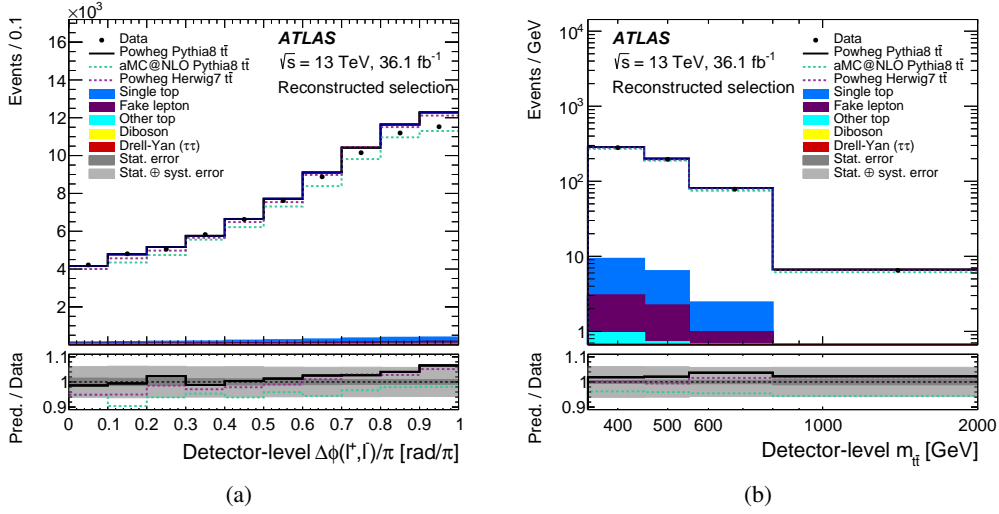 Events / 0.1
16000
×10³
14
12
10
8
6
4
2
ATLAS
√s = 13 TeV, 36.1 fb⁻¹
Reconstructed selection
Data
Powheg Pythia8 tt̄
aMC@NLO Pythia8 tt̄
Powheg Herwig7 tt̄
Single top
Fake lepton
Other top
Diboson
Drell-Yan (ττ)
Stat. error
Stat. ⊕ syst. error
Pred. / Data
1.1
1
0.9
0 0.1 0.2 0.3 0.4 0.5 0.6 0.7 0.8 0.9 1
Detector-level Δϕ(l⁺,l⁻)/π [rad/π]
(a)
Events / GeV
10⁴
10³
10²
10
1
ATLAS
√s = 13 TeV, 36.1 fb⁻¹
Reconstructed selection
Data
Powheg Pythia8 tt̄
aMC@NLO Pythia8 tt̄
Powheg Herwig7 tt̄
Single top
Fake lepton
Other top
Diboson
Drell-Yan (ττ)
Stat. error
Stat. ⊕ syst. error
Pred. / Data
1.1
1
0.9
400 500 600 1000 2000
Detector-level m_tt̄ [GeV]
(b)